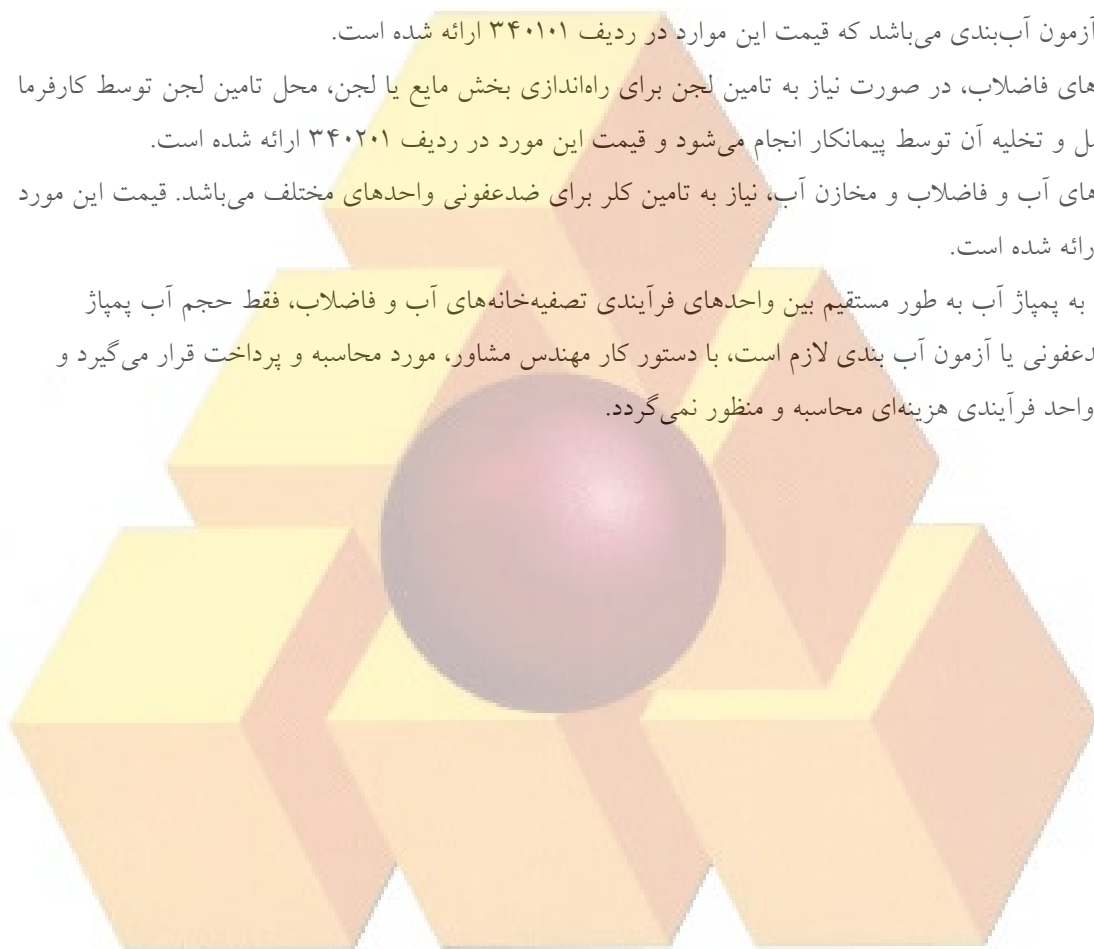 آزمون آب‌بندی می‌باشد که قیمت این موارد در ردیف ۳۴۰۱۰۱ ارائه شده است.
های فاضلاب، در صورت نیاز به تامین لجن برای راه‌اندازی بخش مایع یا لجن، محل تامین لجن توسط کارفرما
و تخلیه آن توسط پیمانکار انجام می‌شود و قیمت این مورد در ردیف ۳۴۰۲۰۱ ارائه شده است.
های آب و فاضلاب و مخازن آب، نیاز به تامین کلر برای ضدعفونی واحدهای مختلف می‌باشد. قیمت این مورد
رائه شده است.
به پمپاژ آب به طور مستقیم بین واحدهای فرآیندی تصفیه‌خانه‌های آب و فاضلاب، فقط حجم آب پمپاژ
دعفونی یا آزمون آب بندی لازم است، با دستور کار مهندس مشاور، مورد محاسبه و پرداخت قرار می‌گیرد و
واحد فرآیندی هزینه‌ای محاسبه و منظور نمی‌گردد.